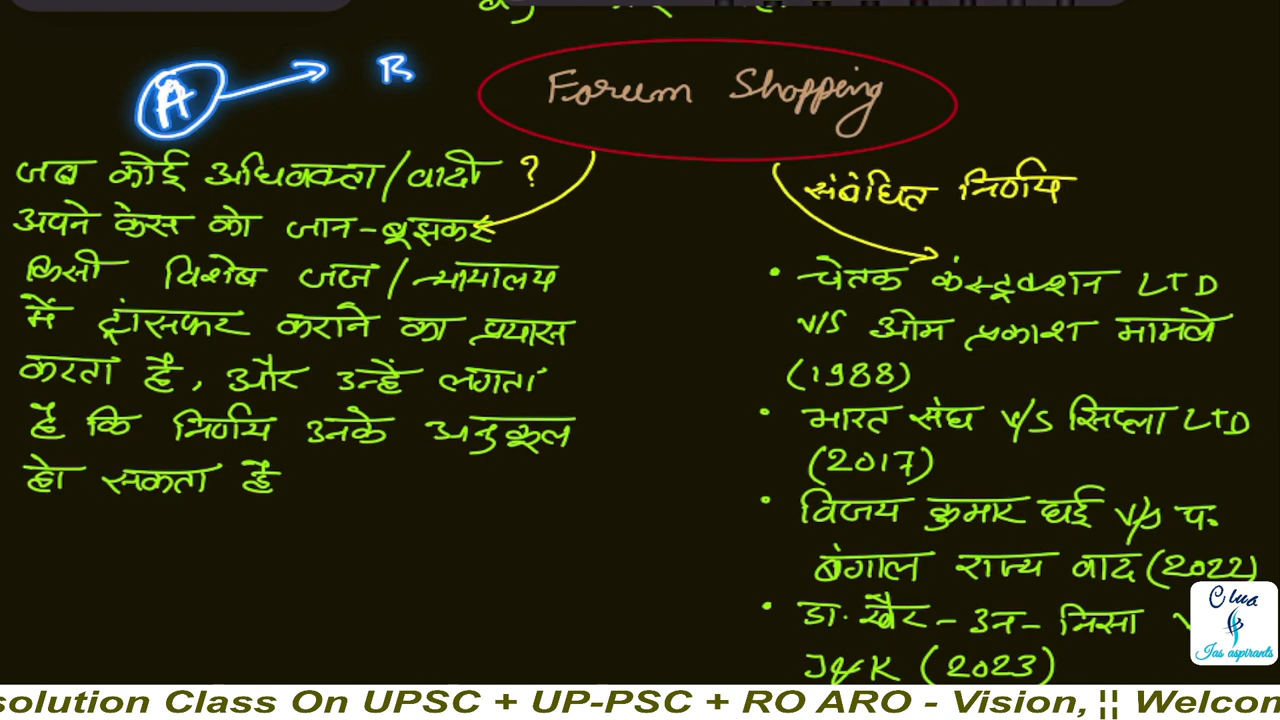 A → B
Forum Shopping
जब कोई अधिवक्ता/वादी ?
अपने केस को जान-बूझकर
किसी विशेष जज/न्यायालय
में ट्रांसफर कराने का प्रयास
करता है, और उन्हें लगता
है कि निर्णय उनके अनुकूल
हो सकता है
संबंधित निर्णय
• चेतक कंस्ट्रक्शन LTD
v/s ओम प्रकाश मामले
(1988)
• भारत संघ v/s सिप्ला LTD
(2017)
• विजय कुमार घई v/s प.
बंगाल राज्य वाद (2022)
• डा. खैर-उन-निसा
J&K (2023)
Clue
Ias aspirants
solution Class On UPSC + UP-PSC + RO ARO - Vision, ¦¦ Welcon